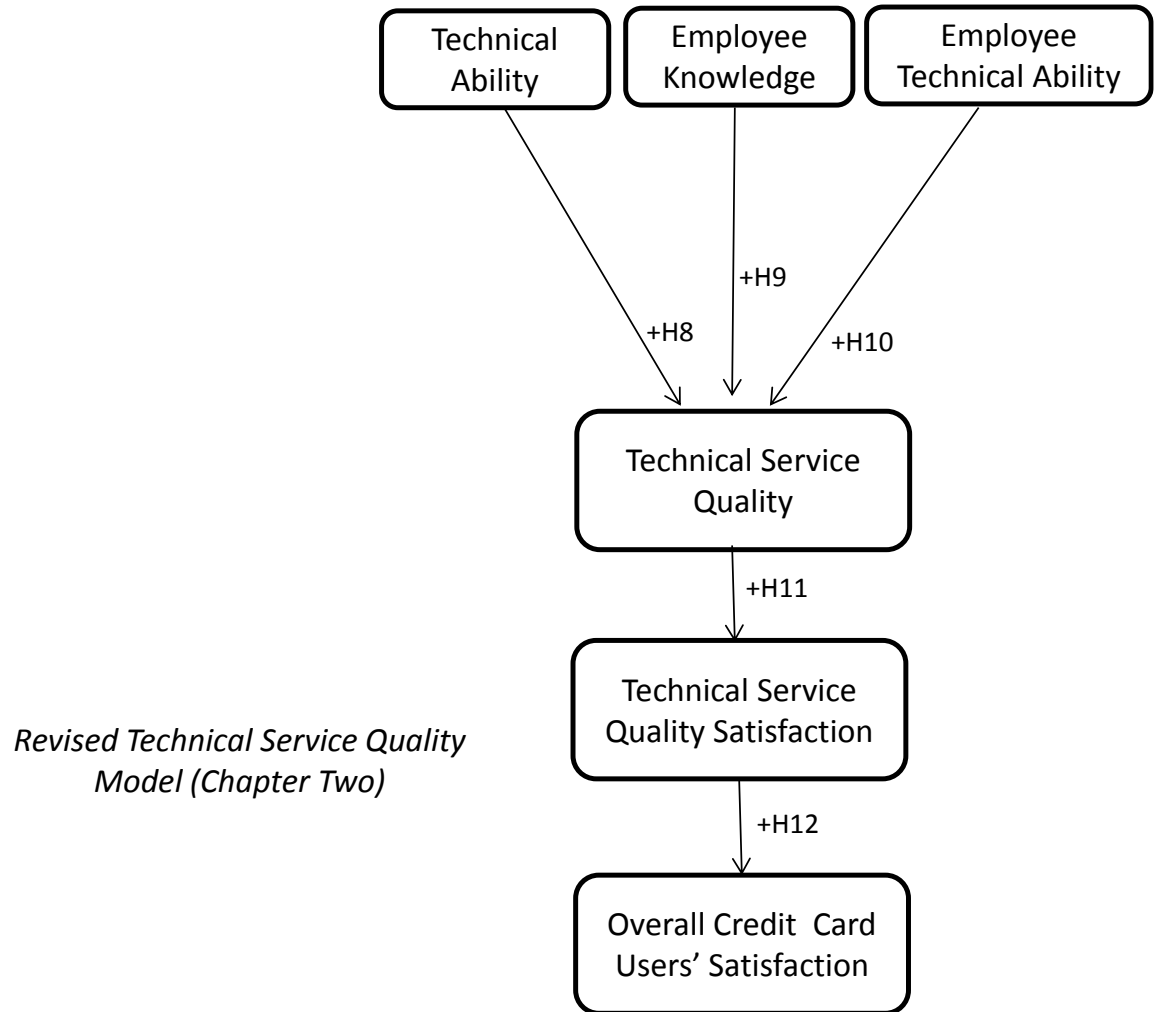 Technical
Ability
Employee
Knowledge
Employee
Technical Ability
+H9
+H8
+H10
Technical Service
Quality
+H11
Technical Service
Quality Satisfaction
Revised Technical Service Quality
Model (Chapter Two)
+H12
Overall Credit  Card
Users’ Satisfaction